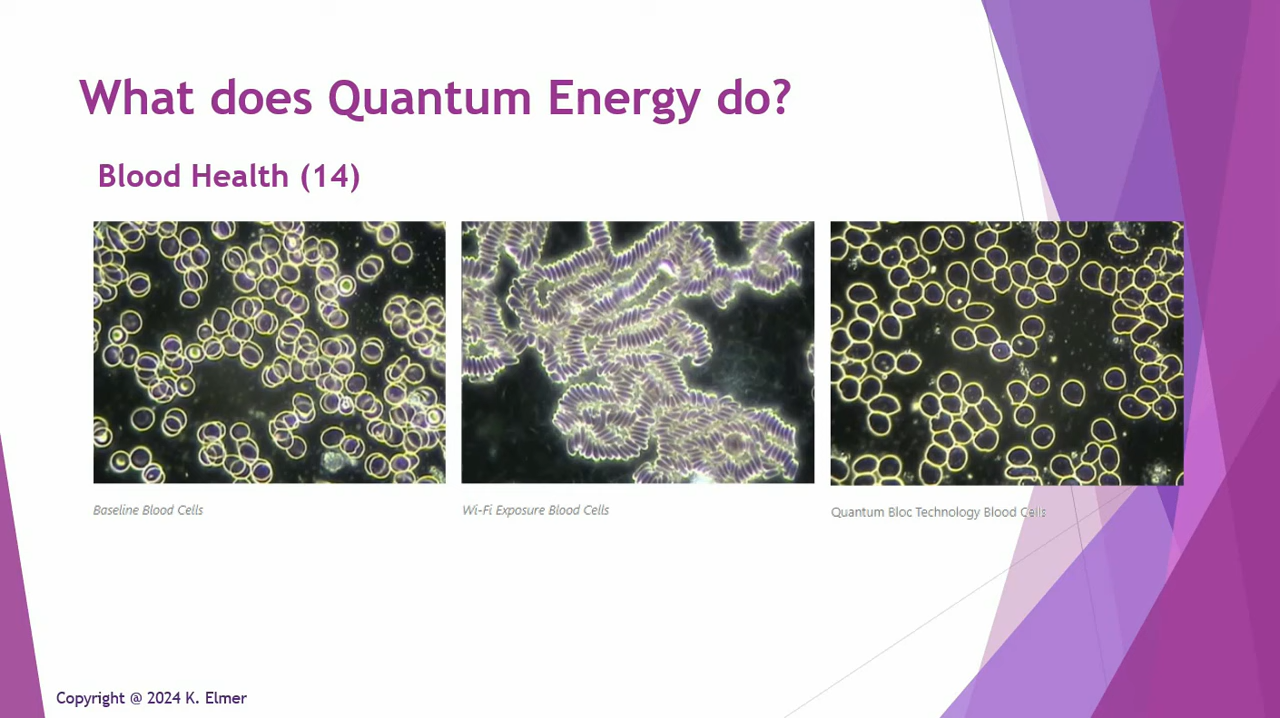 What does Quantum Energy do?
Blood Health (14)
Baseline Blood Cells
Wi-Fi Exposure Blood Cells
Quantum Bloc Technology Blood Cells
Copyright @ 2024 K. Elmer